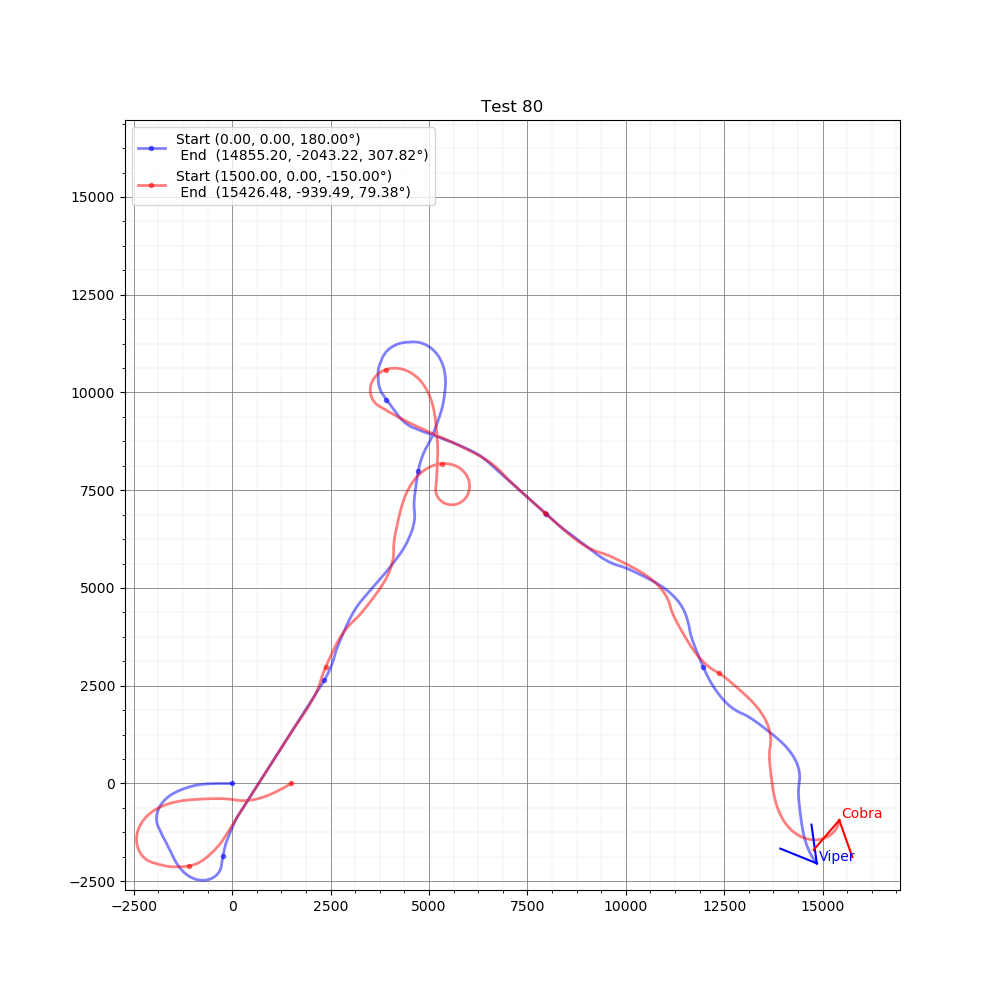 Test 80
Start (0.00, 0.00, 180.00°)
End  (14855.20, -2043.22, 307.82°)
Start (1500.00, 0.00, -150.00°)
End  (15426.48, -939.49, 79.38°)
15000
12500
10000
7500
5000
2500
0
−2500
Cobra
Viper
−2500 0 2500 5000 7500 10000 12500 15000